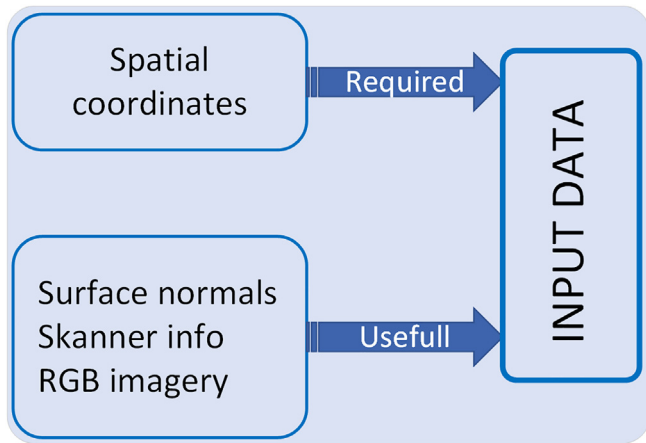 Spatial
coordinates
Required
Surface normals
Skanner info
RGB imagery
Usefull
INPUT DATA